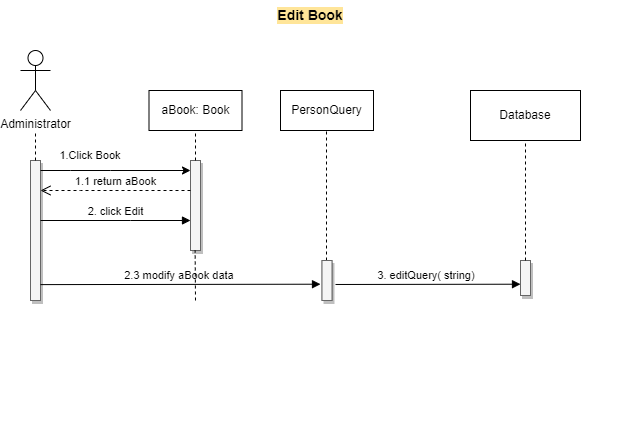 Edit Book
Administrator
aBook: Book
PersonQuery
Database
1.Click Book
1.1 return aBook
2. click Edit
2.3 modify aBook data
3. editQuery( string)